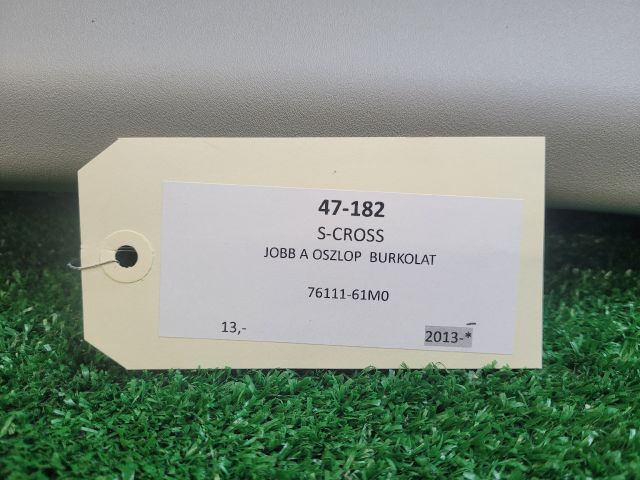 47-182
S-CROSS
JOBB A OSZLOP BURKOLAT
76111-61M0
13,- 2013-*